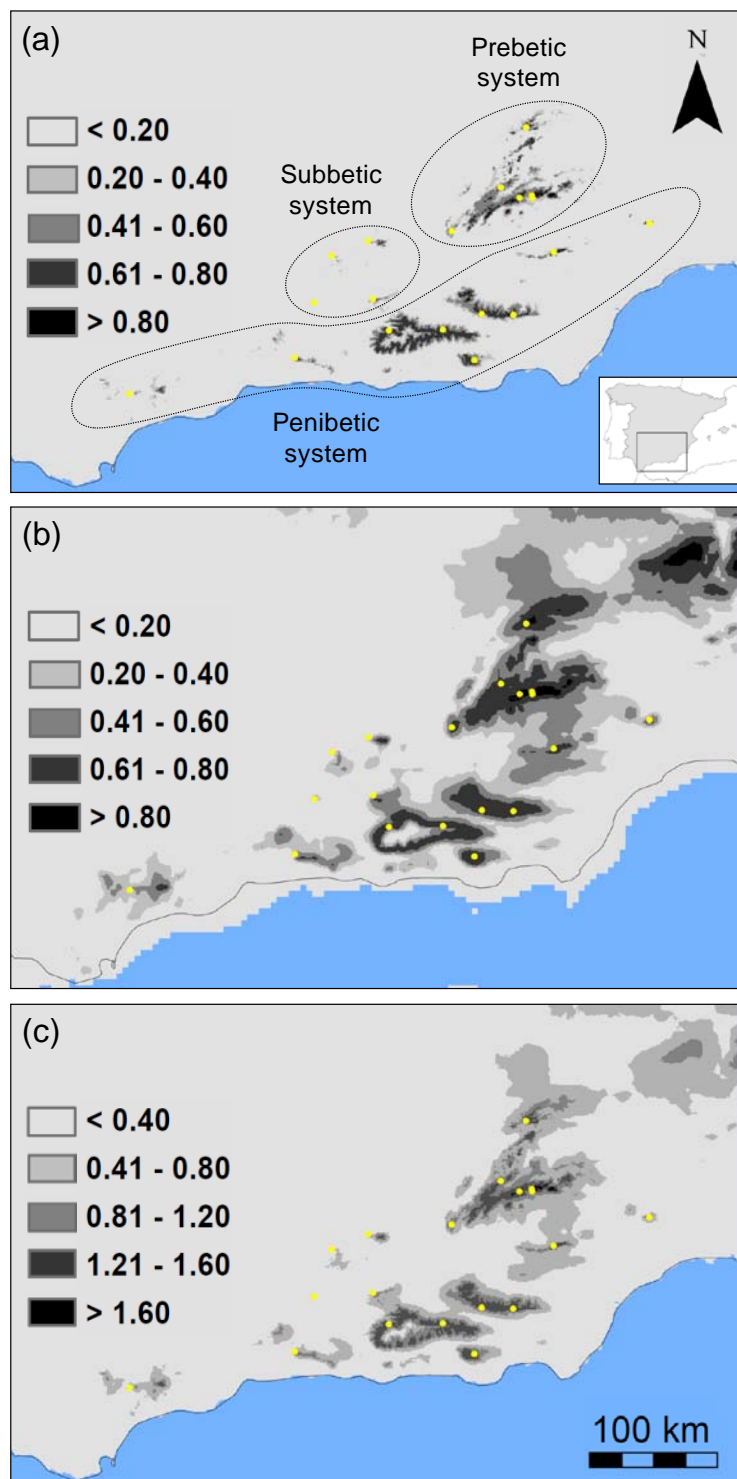 (a)
Prebetic
system
N
< 0.20
0.20 - 0.40
0.41 - 0.60
0.61 - 0.80
> 0.80
Subbetic
system
Penibetic
system
(b)
< 0.20
0.20 - 0.40
0.41 - 0.60
0.61 - 0.80
> 0.80
(c)
< 0.40
0.41 - 0.80
0.81 - 1.20
1.21 - 1.60
> 1.60
100 km